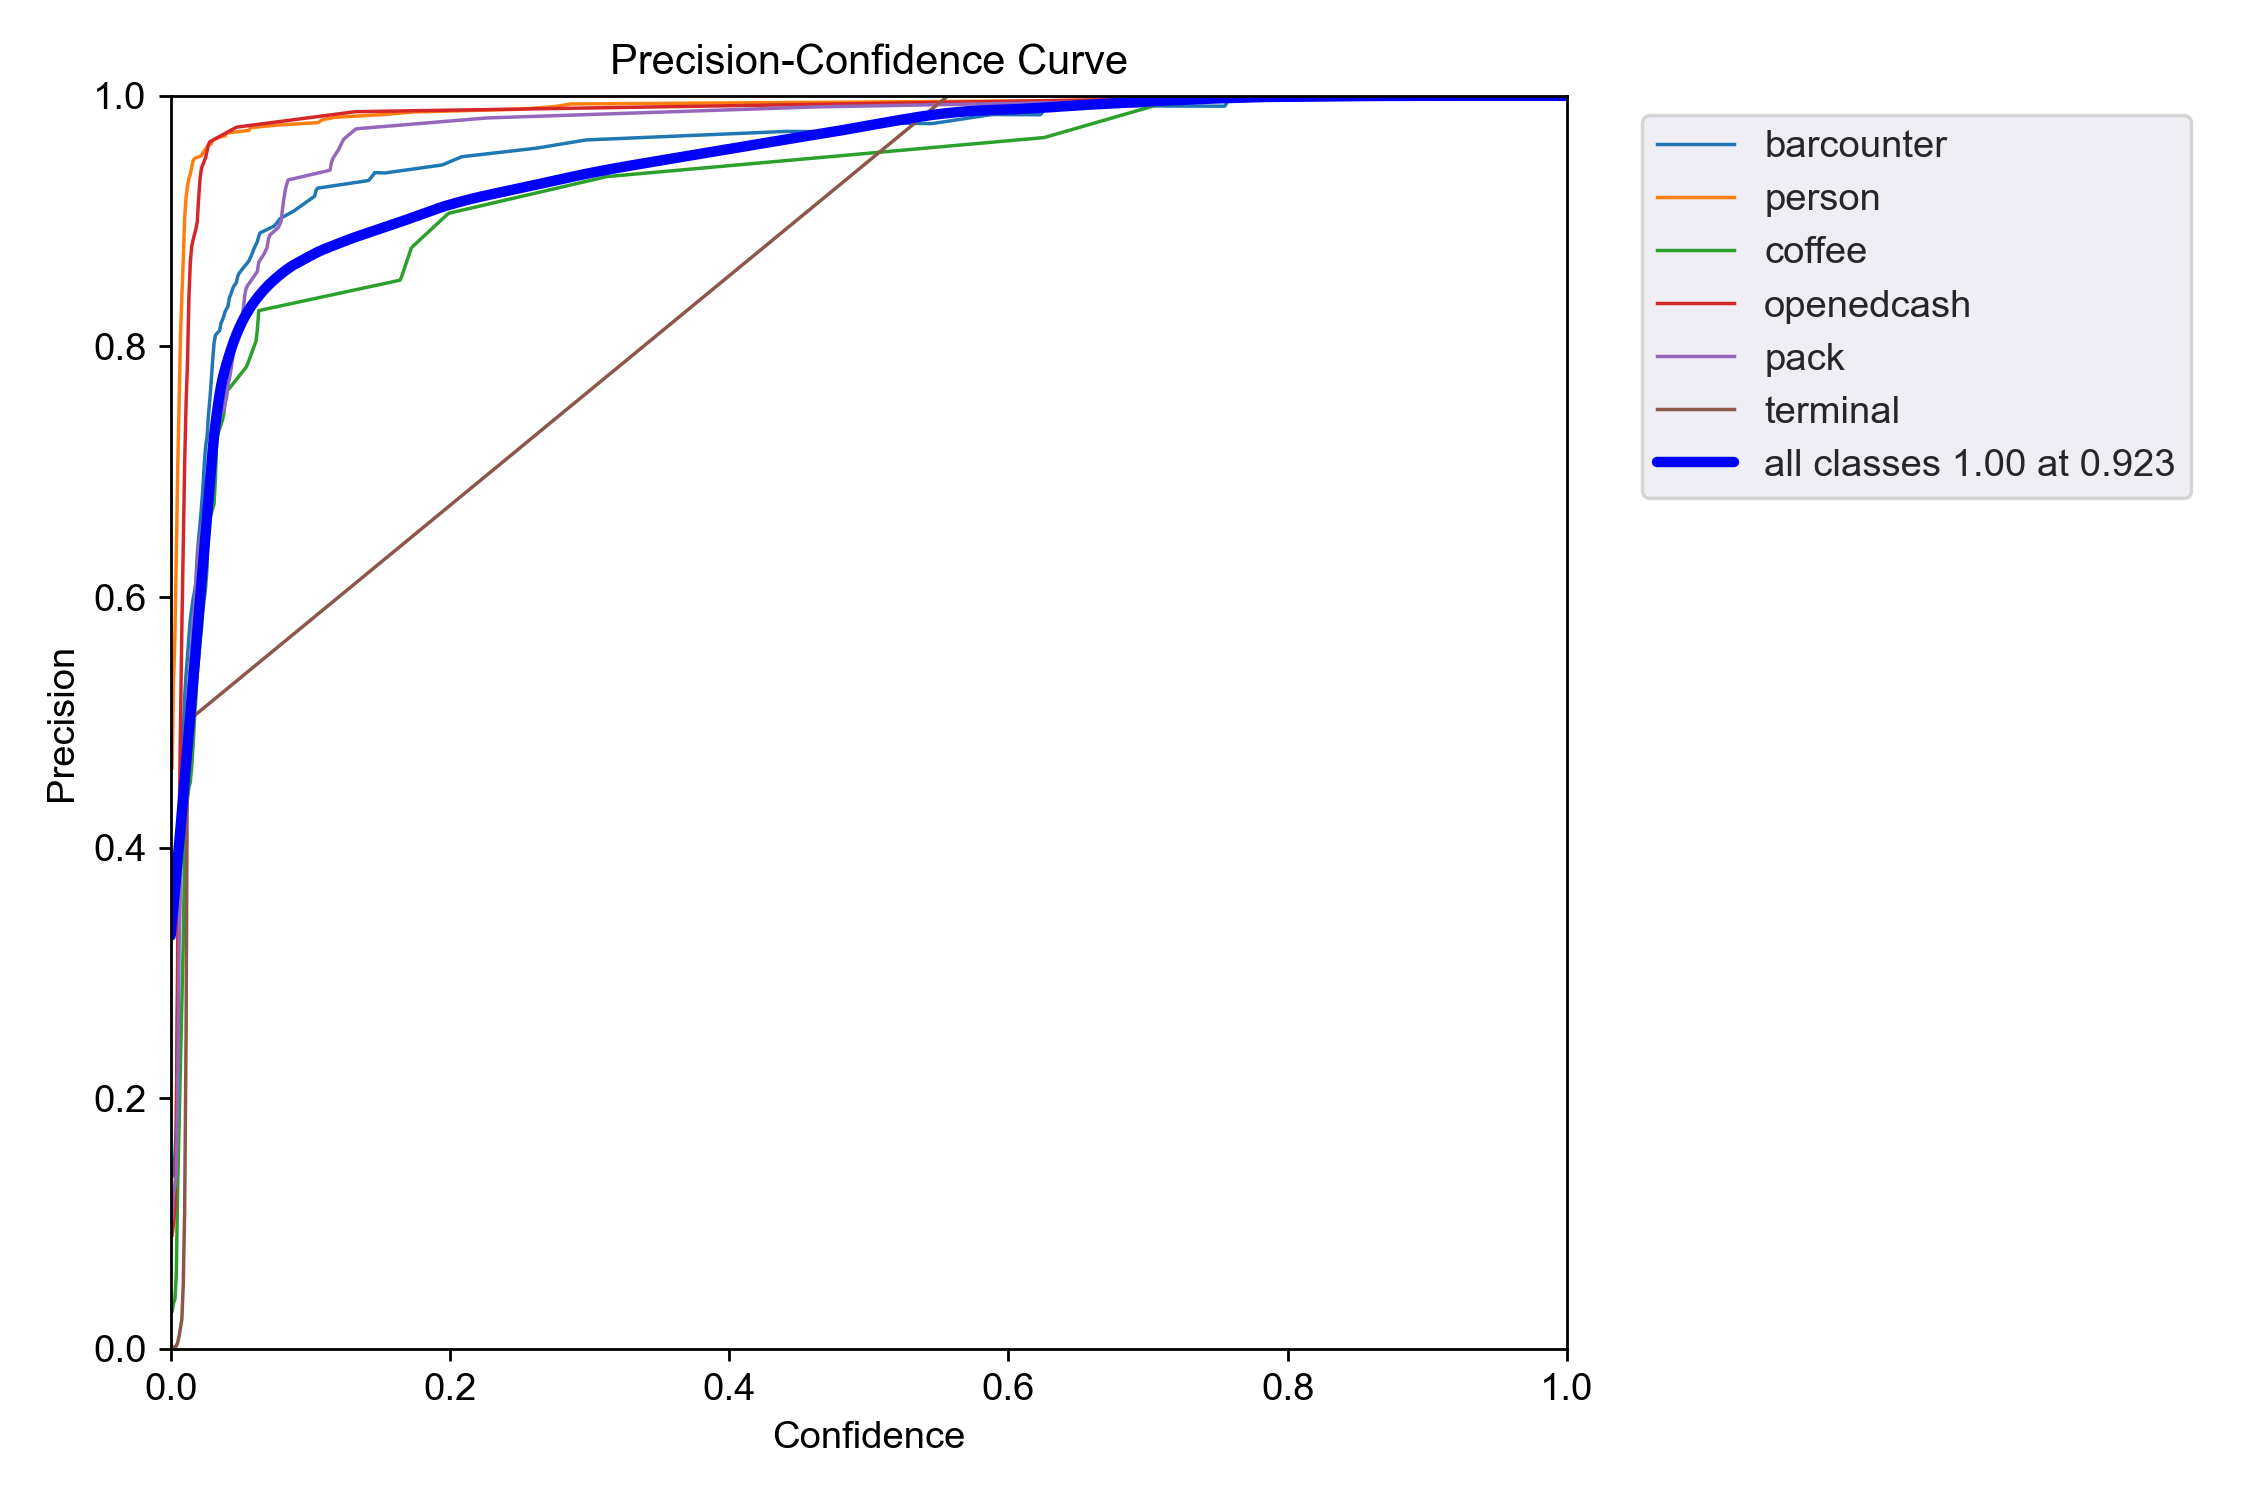 Precision-Confidence Curve
1.0
0.8
0.6
0.4
0.2
0.0
Precision
0.0 0.2 0.4 0.6 0.8 1.0
Confidence
barcounter
person
coffee
openedcash
pack
terminal
all classes 1.00 at 0.923